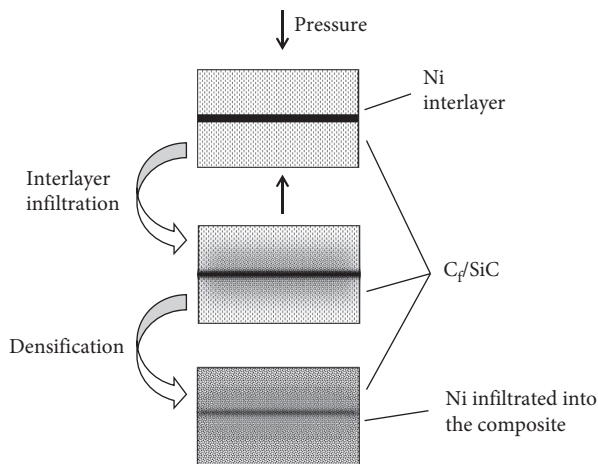 Pressure
Ni
interlayer
Interlayer
infiltration
Cf/SiC
Densification
Ni infiltrated into
the composite